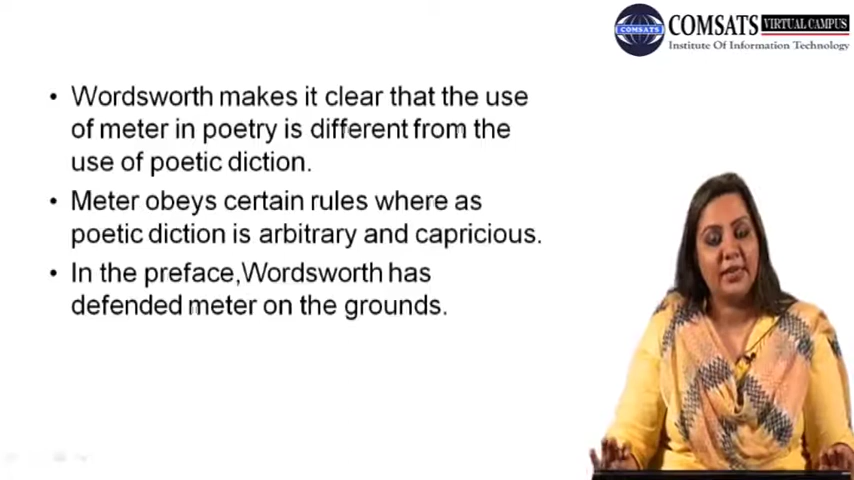 COMSATS VIRTUAL CAMPUS
COMSATS
Institute Of Information Technology
• Wordsworth makes it clear that the use
of meter in poetry is different from the
use of poetic diction.
• Meter obeys certain rules where as
poetic diction is arbitrary and capricious.
• In the preface,Wordsworth has
defended meter on the grounds.